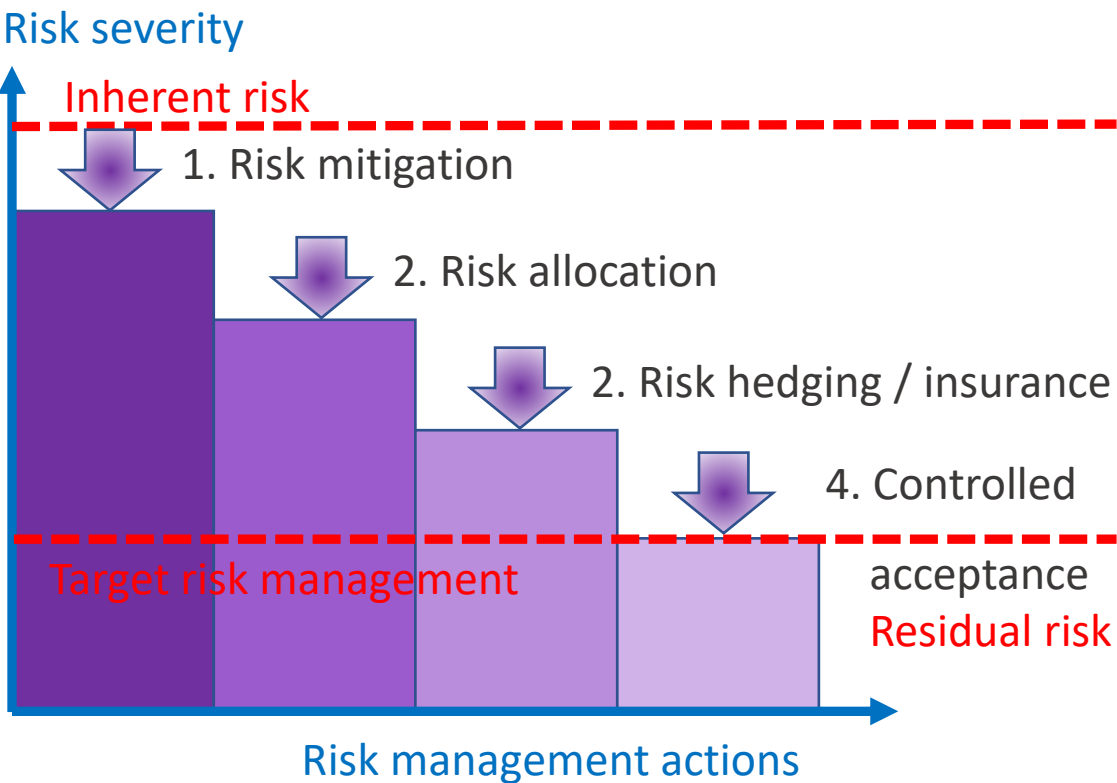 Risk severity
Inherent risk
1. Risk mitigation
2. Risk allocation
2. Risk hedging / insurance
4. Controlled
acceptance
Target risk management
Residual risk
Risk management actions